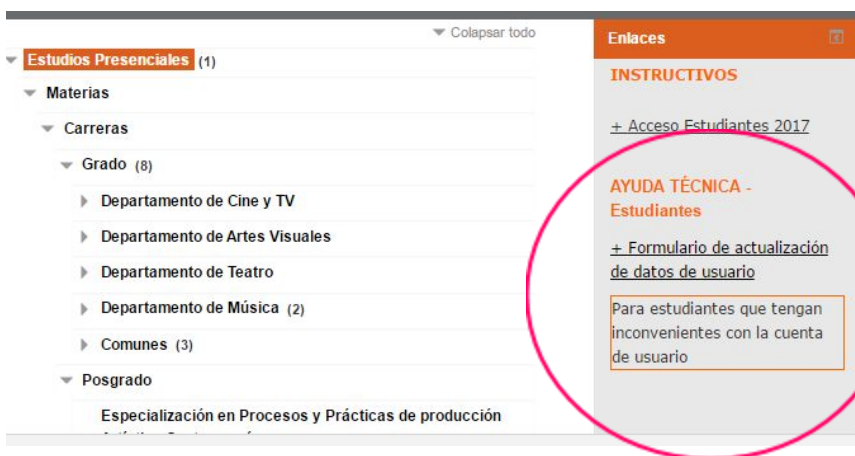 Colapsar todo
Estudios Presenciales (1)
Materias
Carreras
Grado (8)
Departamento de Cine y TV
Departamento de Artes Visuales
Departamento de Teatro
Departamento de Música (2)
Comunes (3)
Posgrado
Especialización en Procesos y Prácticas de producción
Enlaces
INSTRUCTIVOS
+ Acceso Estudiantes 2017
AYUDA TÉCNICA -
Estudiantes
+ Formulario de actualización
de datos de usuario
Para estudiantes que tengan
inconvenientes con la cuenta
de usuario